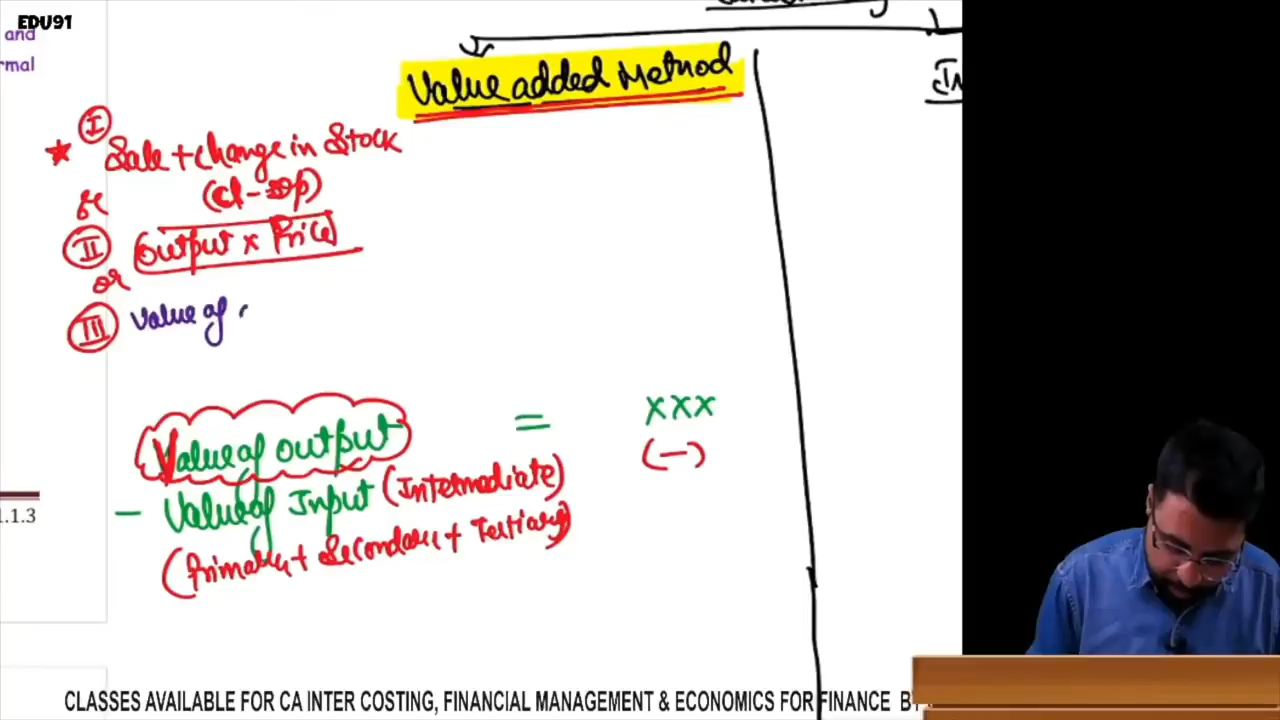 EDU91
and
rmal
Value added Method
In
I
★ Sale + change in Stock
or (cl - op)
II Output x Price
or
III Value of
Value of output = xxx
- Value of Input (Intermediate) (-)
(Primary + Secondary + Tertiary)
1.1.3
CLASSES AVAILABLE FOR CA INTER COSTING, FINANCIAL MANAGEMENT & ECONOMICS FOR FINANCE BY